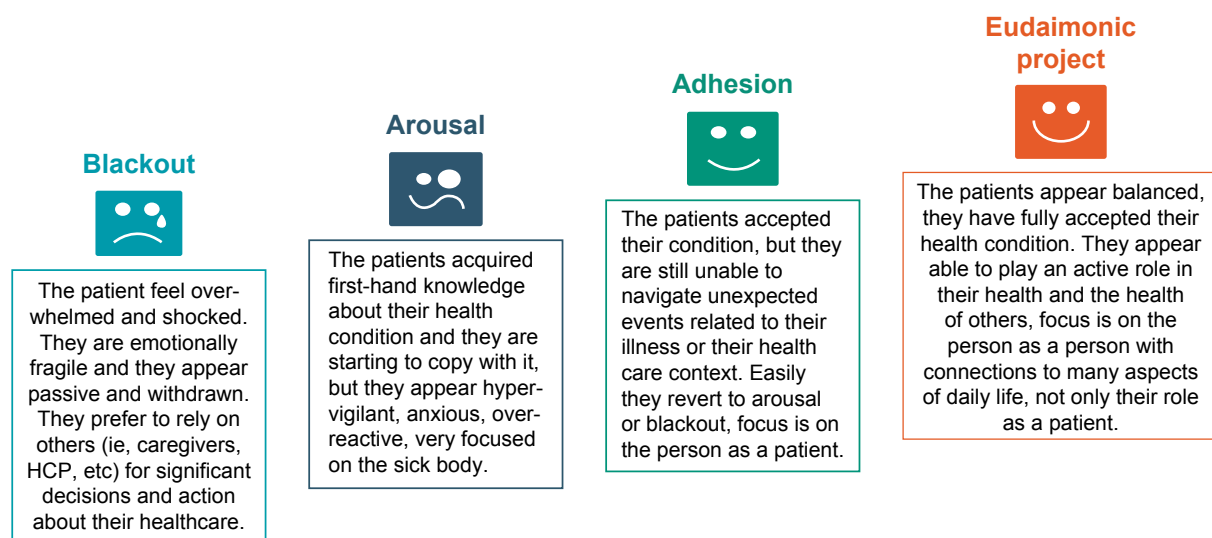 Blackout
The patient feel over-
whelmed and shocked.
They are emotionally
fragile and they appear
passive and withdrawn.
They prefer to rely on
others (ie, caregivers,
HCP, etc) for significant
decisions and action
about their healthcare.
Arousal
The patients acquired
first-hand knowledge
about their health
condition and they are
starting to copy with it,
but they appear hyper-
vigilant, anxious, over-
reactive, very focused
on the sick body.
Adhesion
The patients accepted
their condition, but they
are still unable to
navigate unexpected
events related to their
illness or their health
care context. Easily
they revert to arousal
or blackout, focus is on
the person as a patient.
Eudaimonic
project
The patients appear balanced,
they have fully accepted their
health condition. They appear
able to play an active role in
their health and the health
of others, focus is on the
person as a person with
connections to many aspects
of daily life, not only their role
as a patient.